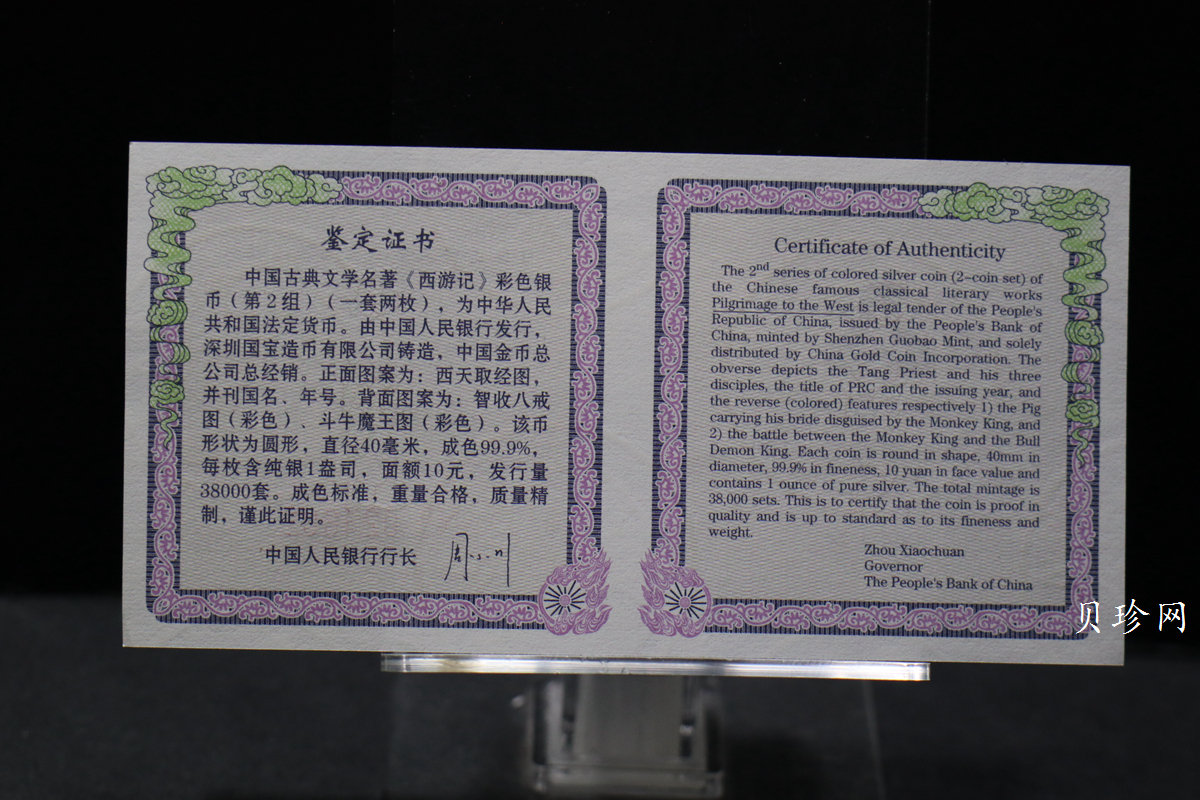 鉴定证书
中国古典文学名著《西游记》彩色银
币（第2组）（一套两枚），为中华人民
共和国法定货币。由中国人民银行发行，
深圳国宝造币有限公司铸造，中国金币总
公司总经销。正面图案为：西天取经图，
并刊国名、年号。背面图案为：智收八戒
图（彩色）、斗牛魔王图（彩色）。该币
形状为圆形，直径40毫米，成色99.9%，
每枚含纯银1盎司，面额10元，发行量
38000套。成色标准，重量合格，质量精
制，谨此证明。
中国人民银行行长 周小川
Certificate of Authenticity
The 2nd series of colored silver coin (2-coin set) of
the Chinese famous classical literary works
Pilgrimage to the West is legal tender of the People's
Republic of China, issued by the People's Bank of
China, minted by Shenzhen Guobao Mint, and solely
distributed by China Gold Coin Incorporation. The
obverse depicts the Tang Priest and his three
disciples, the title of PRC and the issuing year, and
the reverse (colored) features respectively 1) the Pig
carrying his bride disguised by the Monkey King, and
2) the battle between the Monkey King and the Bull
Demon King. Each coin is round in shape, 40mm in
diameter, 99.9% in fineness, 10 yuan in face value and
contains 1 ounce of pure silver. The total mintage is
38,000 sets. This is to certify that the coin is proof in
quality and is up to standard as to its fineness and
weight.
Zhou Xiaochuan
Governor
The People's Bank of China
贝珍网